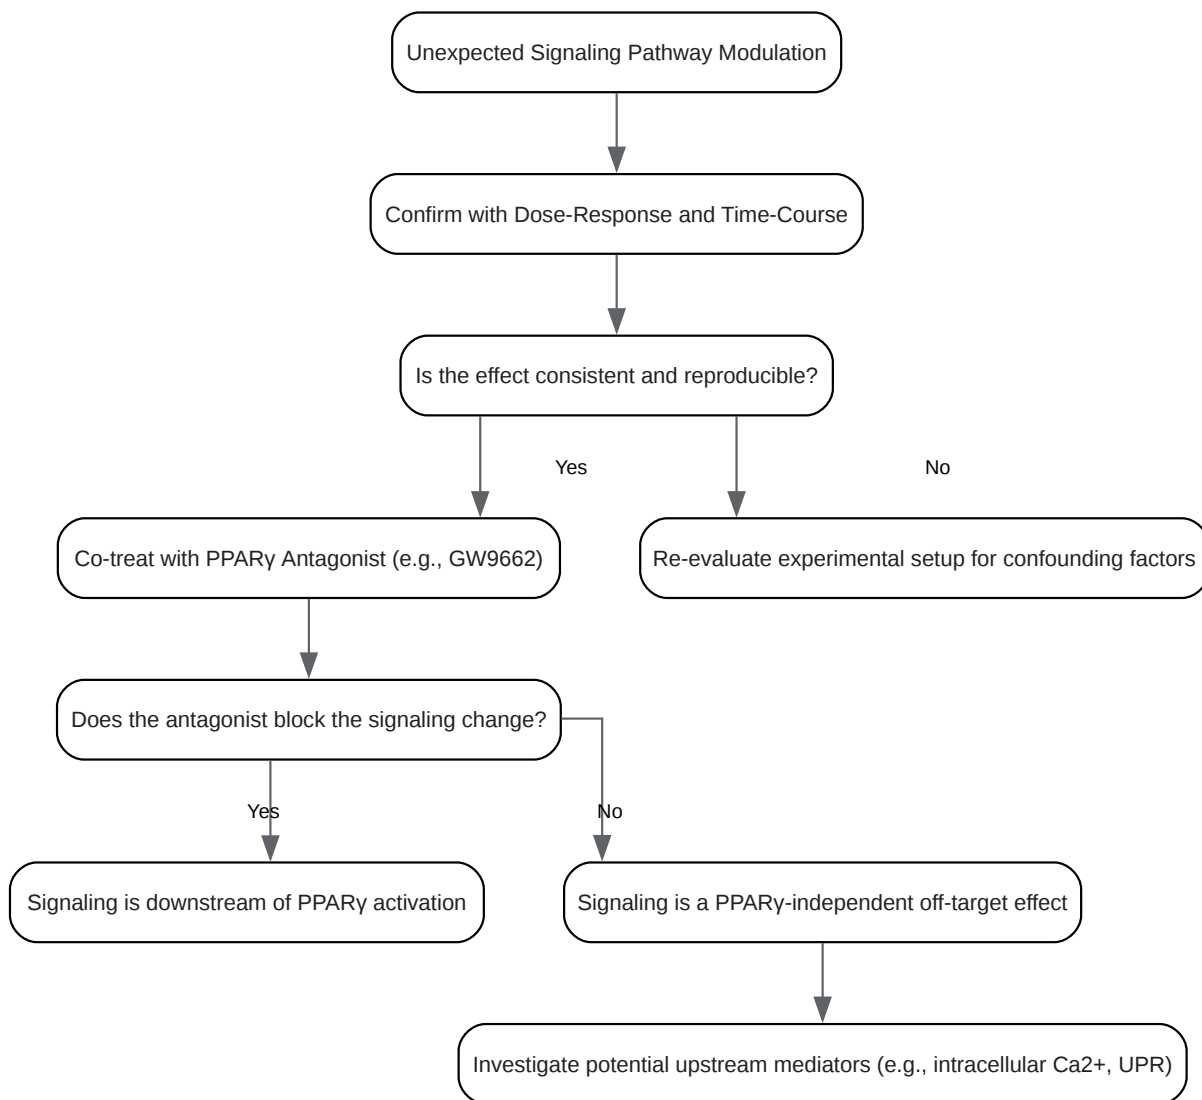 Unexpected Signaling Pathway Modulation
Confirm with Dose-Response and Time-Course
Is the effect consistent and reproducible?
Yes
No
Co-treat with PPARγ Antagonist (e.g., GW9662)
Re-evaluate experimental setup for confounding factors
Does the antagonist block the signaling change?
Yes
No
Signaling is downstream of PPARγ activation
Signaling is a PPARγ-independent off-target effect
Investigate potential upstream mediators (e.g., intracellular Ca2+, UPR)